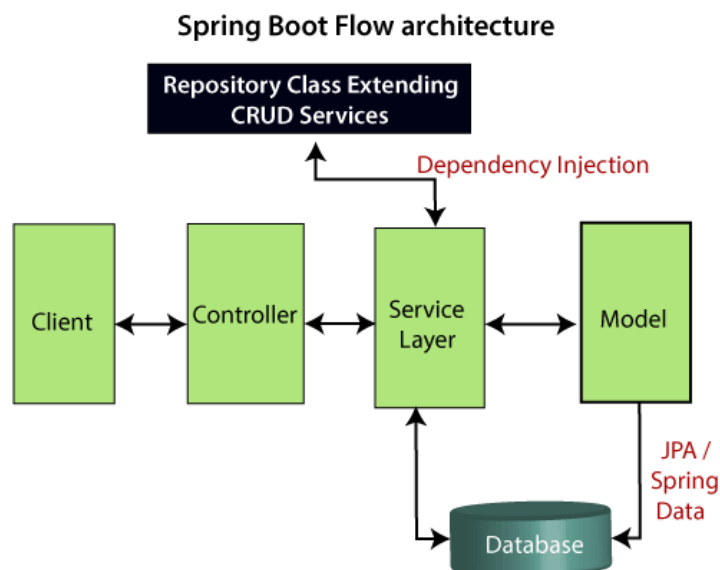 Spring Boot Flow architecture
Repository Class Extending
CRUD Services
Dependency Injection
Client
Controller
Service
Layer
Model
JPA /
Spring
Data
Database